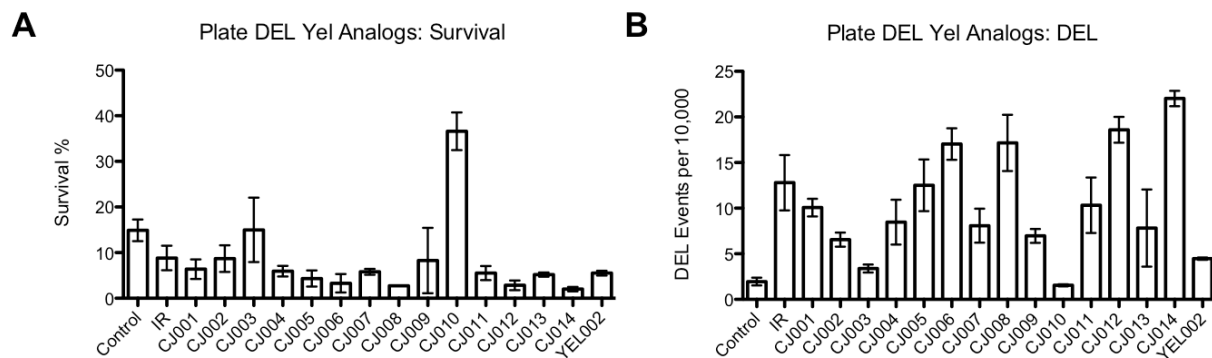 A
Plate DEL Yel Analogs: Survival
Survival %
50
40
30
20
10
0
Control
IR
CJ001
CJ002
CJ003
CJ004
CJ005
CJ006
CJ007
CJ008
CJ009
CJ010
CJ011
CJ012
CJ013
CJ014
YEL002
B
Plate DEL Yel Analogs: DEL
DEL Events per 10,000
25
20
15
10
5
0
Control
IR
CJ001
CJ002
CJ003
CJ004
CJ005
CJ006
CJ007
CJ008
CJ009
CJ010
CJ011
CJ012
CJ013
CJ014
YEL002